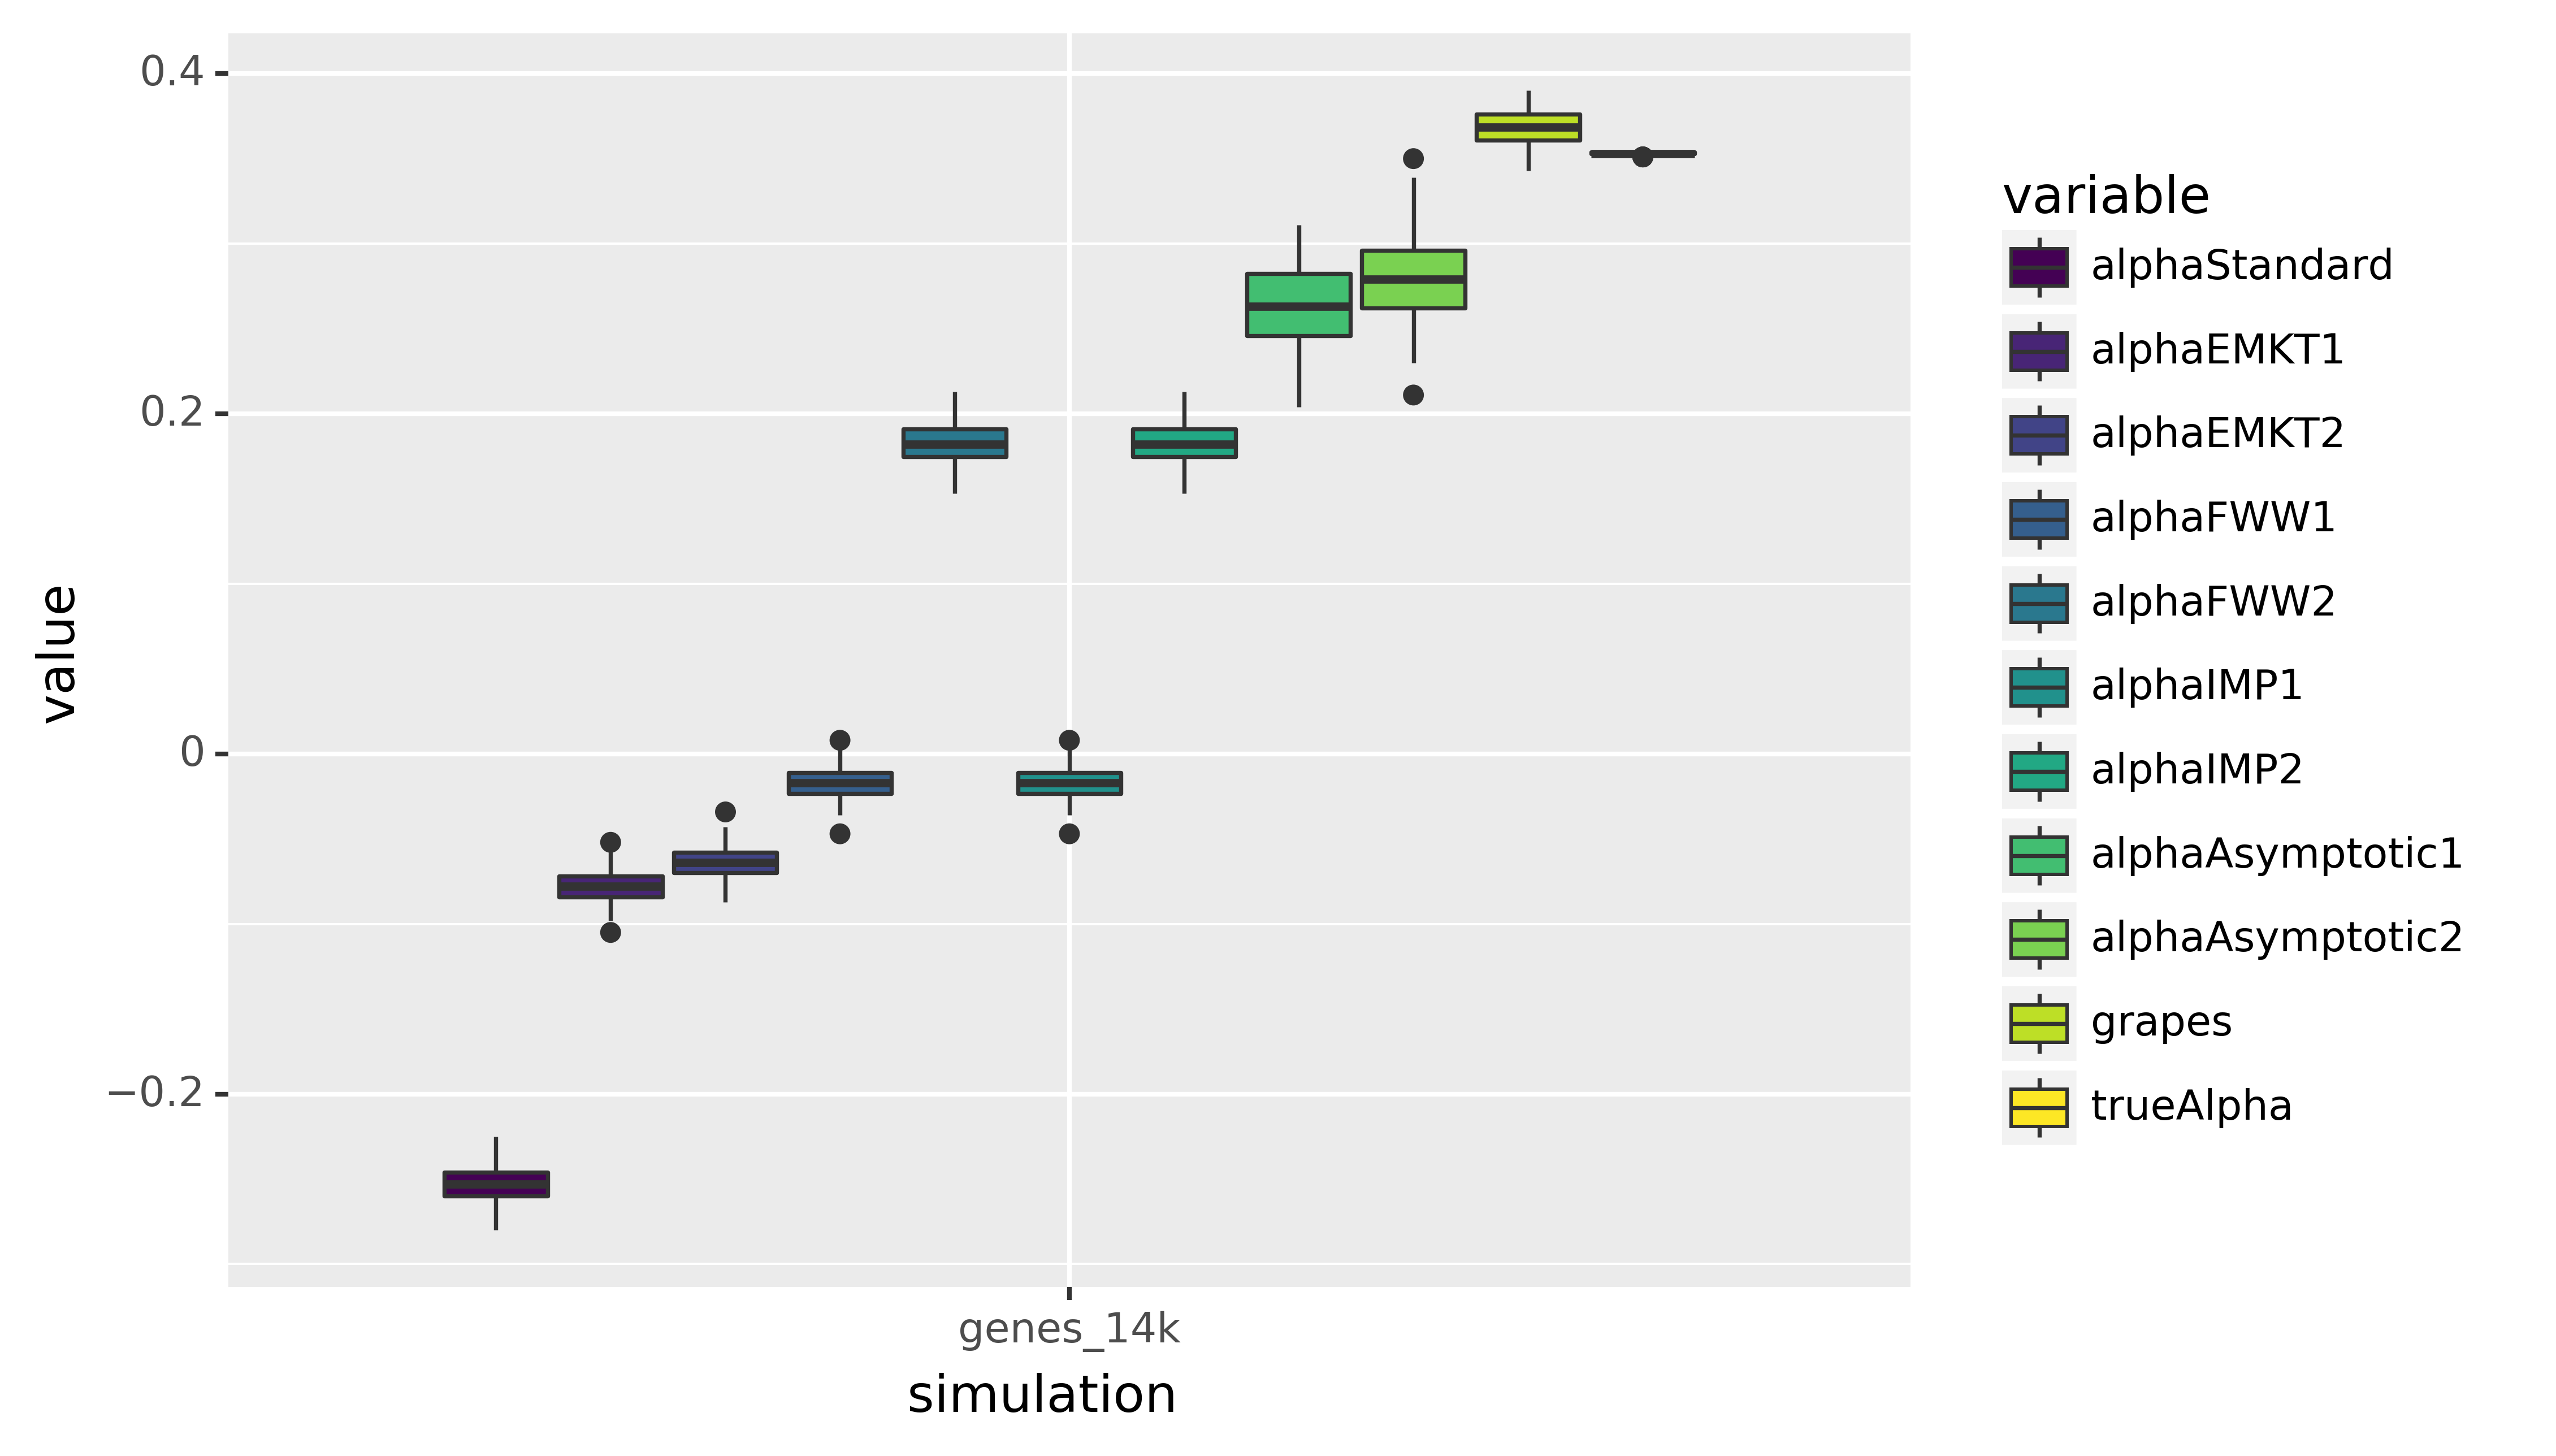 0.4
0.2
0
−0.2
value
genes_14k
simulation
variable
alphaStandard
alphaEMKT1
alphaEMKT2
alphaFWW1
alphaFWW2
alphaIMP1
alphaIMP2
alphaAsymptotic1
alphaAsymptotic2
grapes
trueAlpha